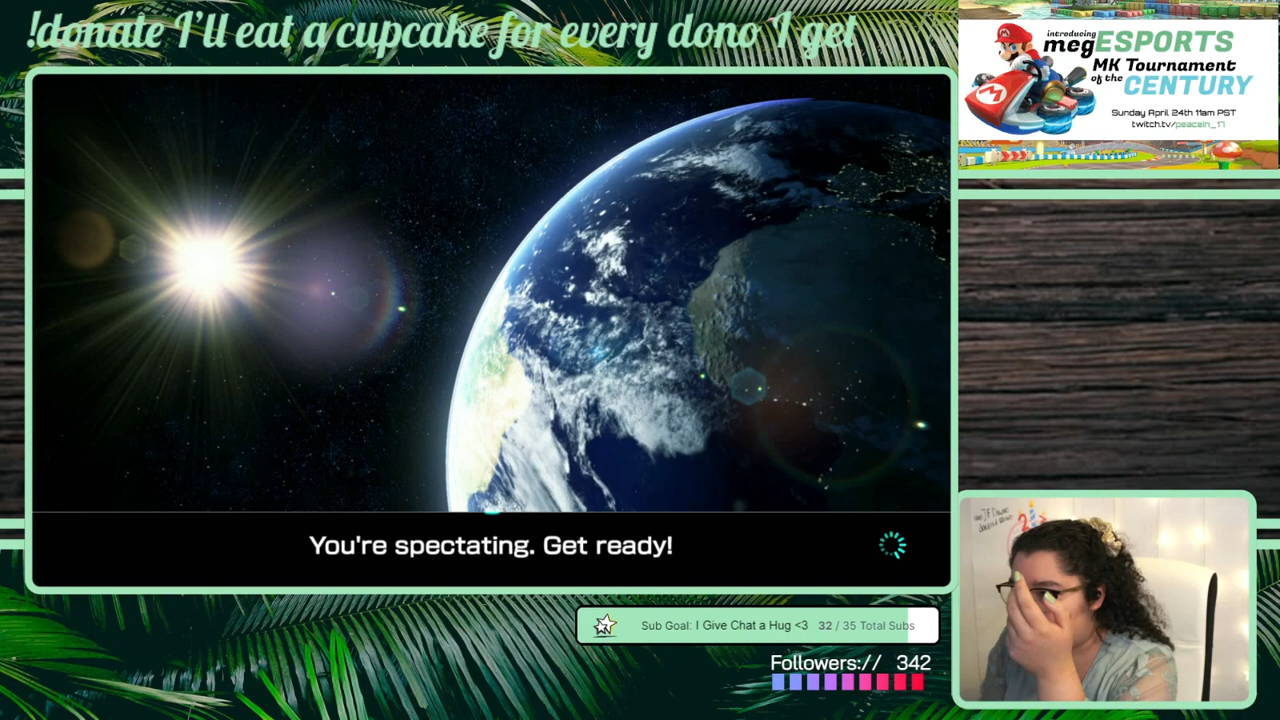 !donate I'll eat a cupcake for every dono I get
introducing
megESPORTS
MK Tournament
of the CENTURY
Sunday April 24th 11am PST
twitch.tv/peacein_17
You're spectating. Get ready!
Sub Goal: I Give Chat a Hug <3 32 / 35 Total Subs
Followers:// 342